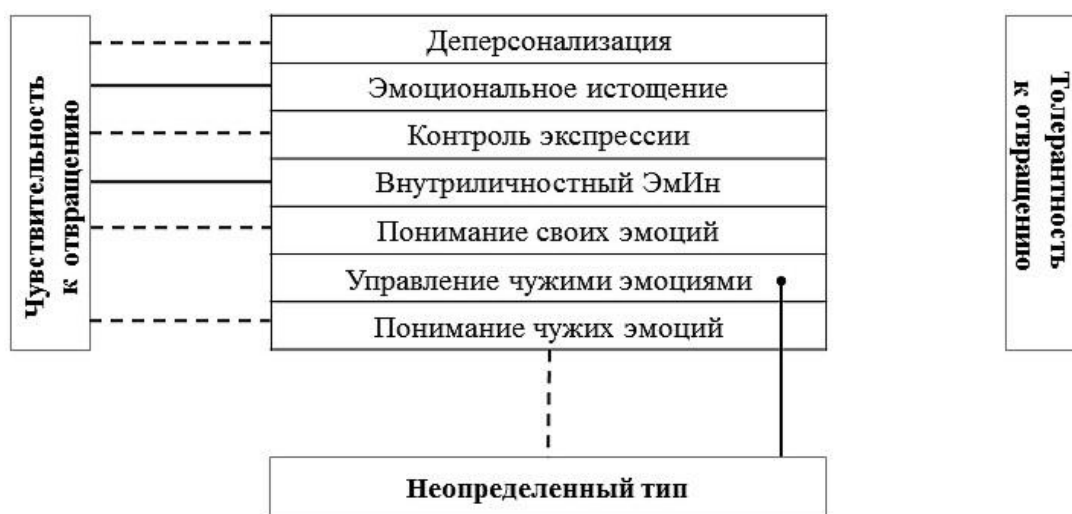 Чувствительность
к отвращению
Деперсонализация
Эмоциональное истощение
Контроль экспрессии
Внутриличностный ЭмИн
Понимание своих эмоций
Управление чужими эмоциями
Понимание чужих эмоций
Толерантность
к отвращению
Неопределенный тип